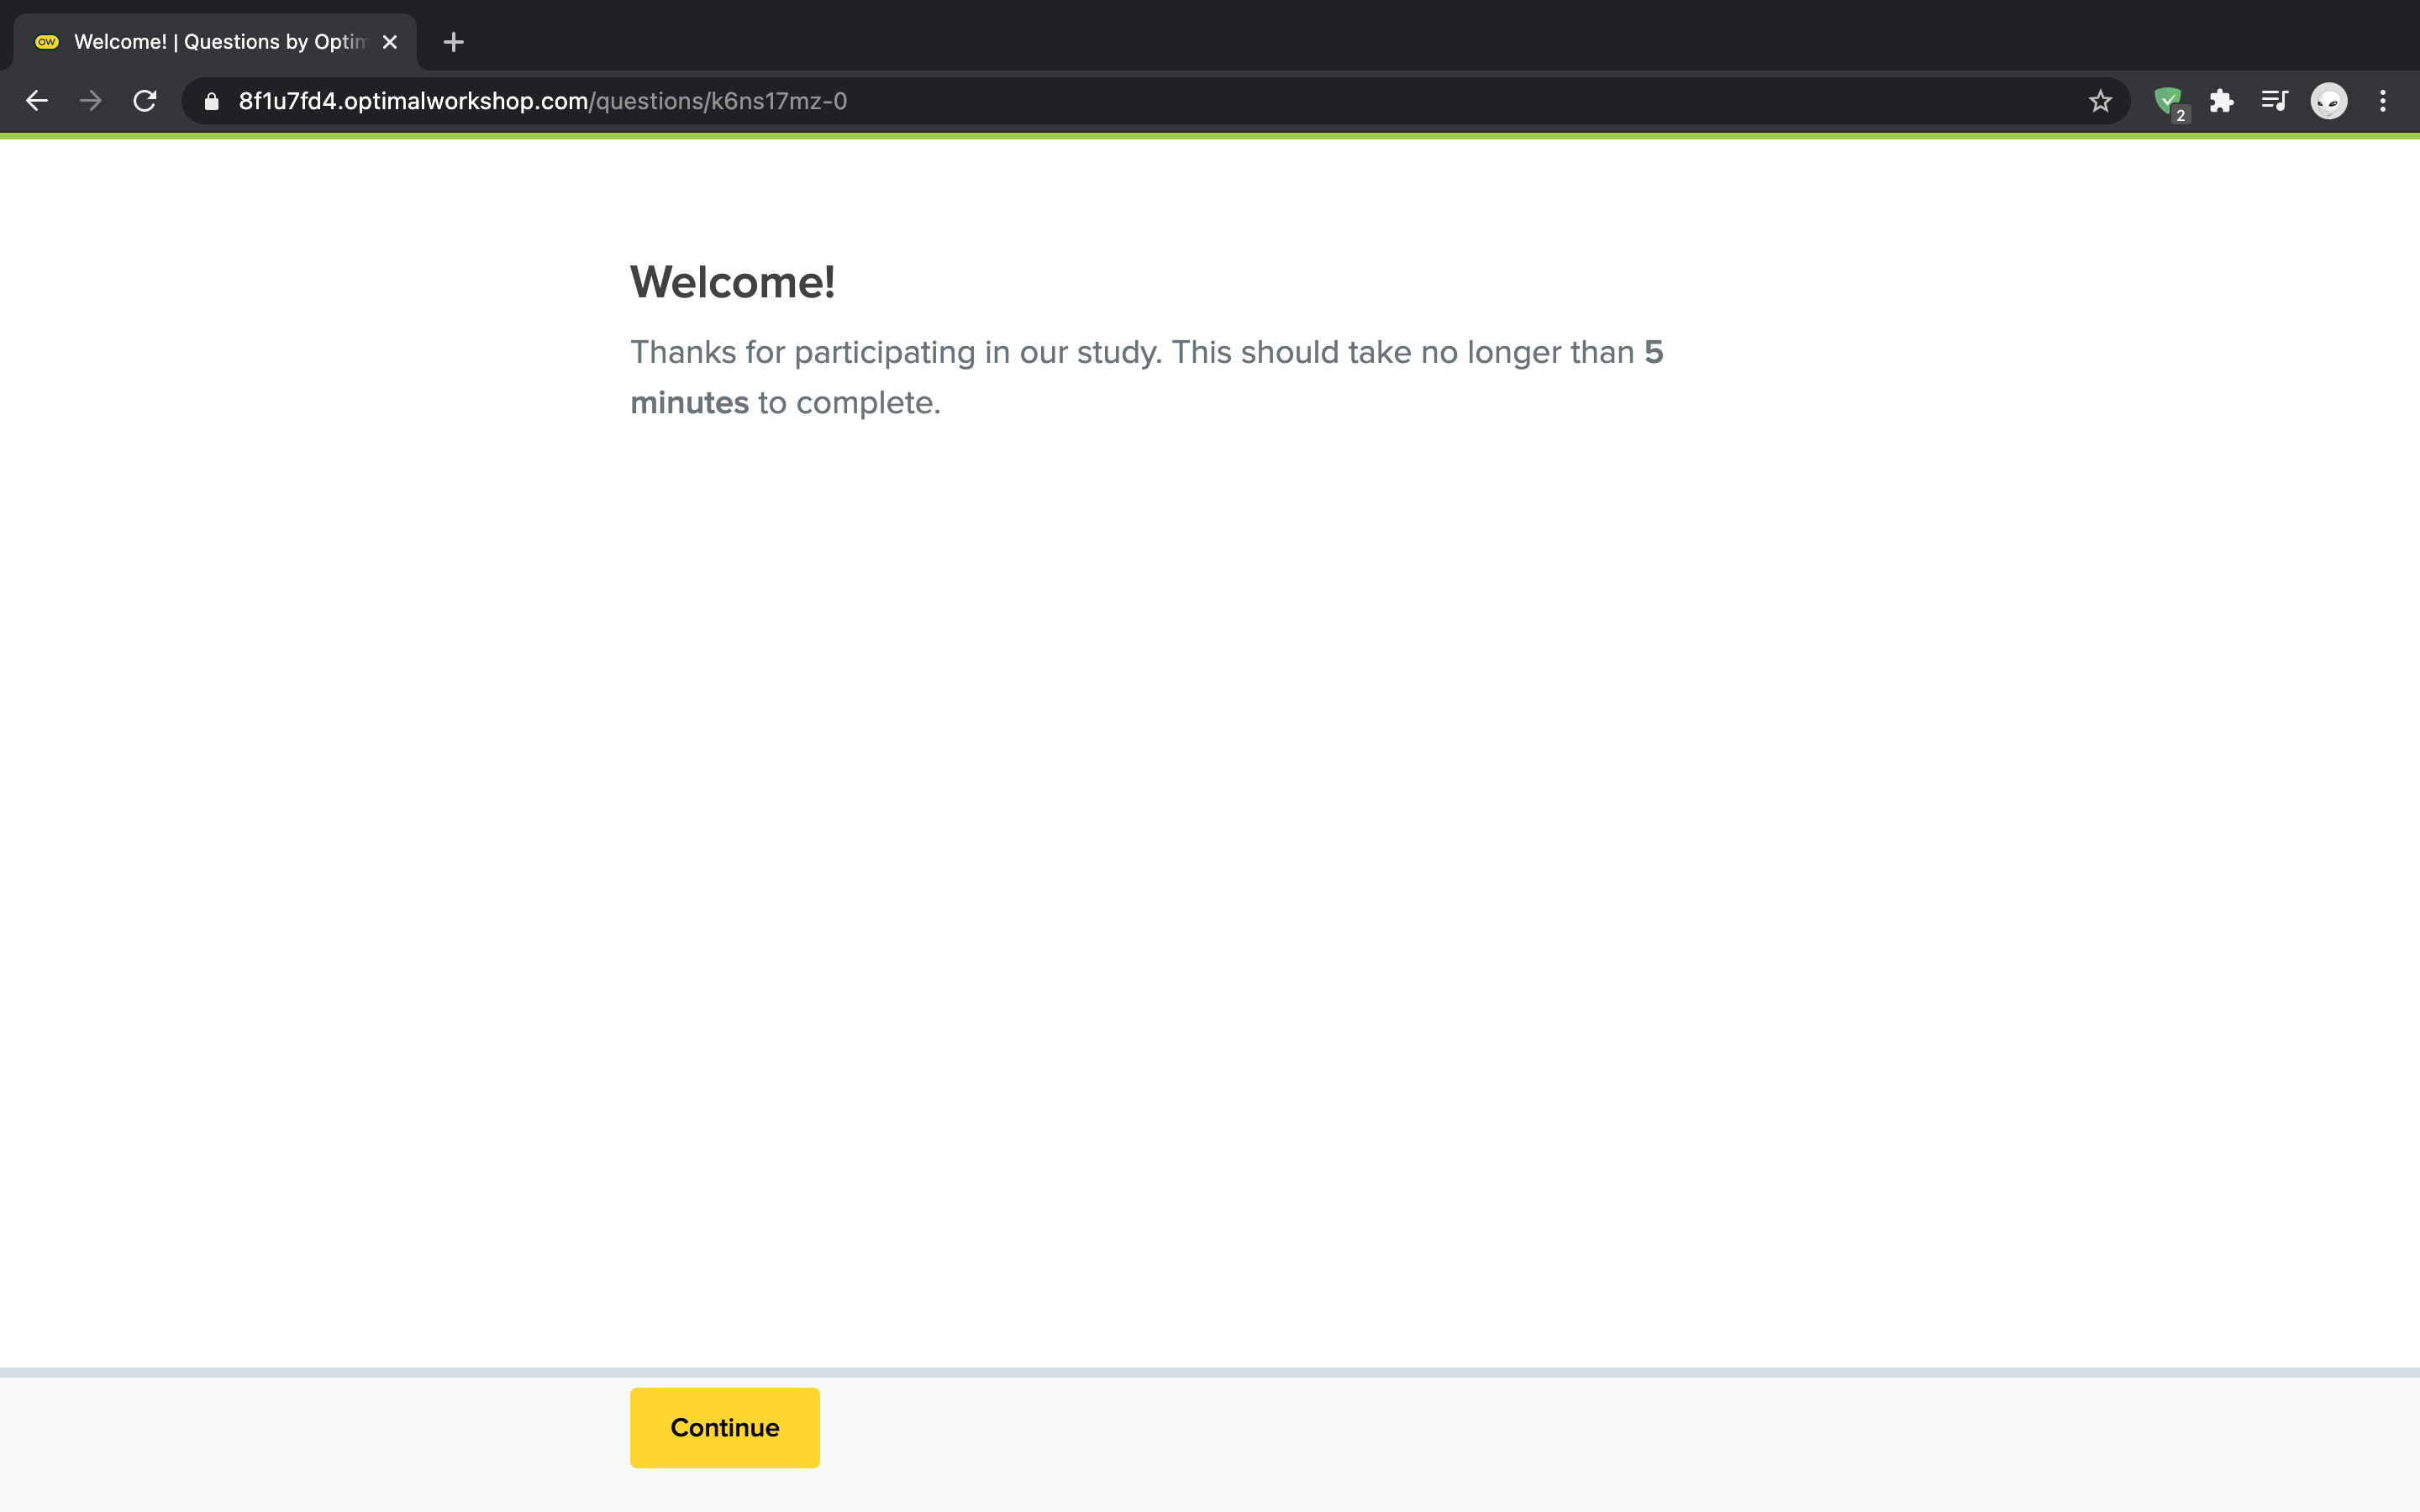 OW Welcome! | Questions by Optim
8f1u7fd4.optimalworkshop.com/questions/k6ns17mz-0
2
Welcome!
Thanks for participating in our study. This should take no longer than 5
minutes to complete.
Continue